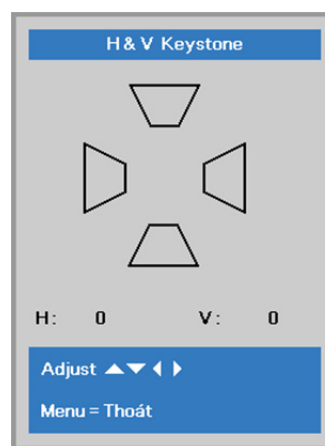 H & V Keystone
H: 0 V: 0
Adjust ▲▼◀▶
Menu = Thoát